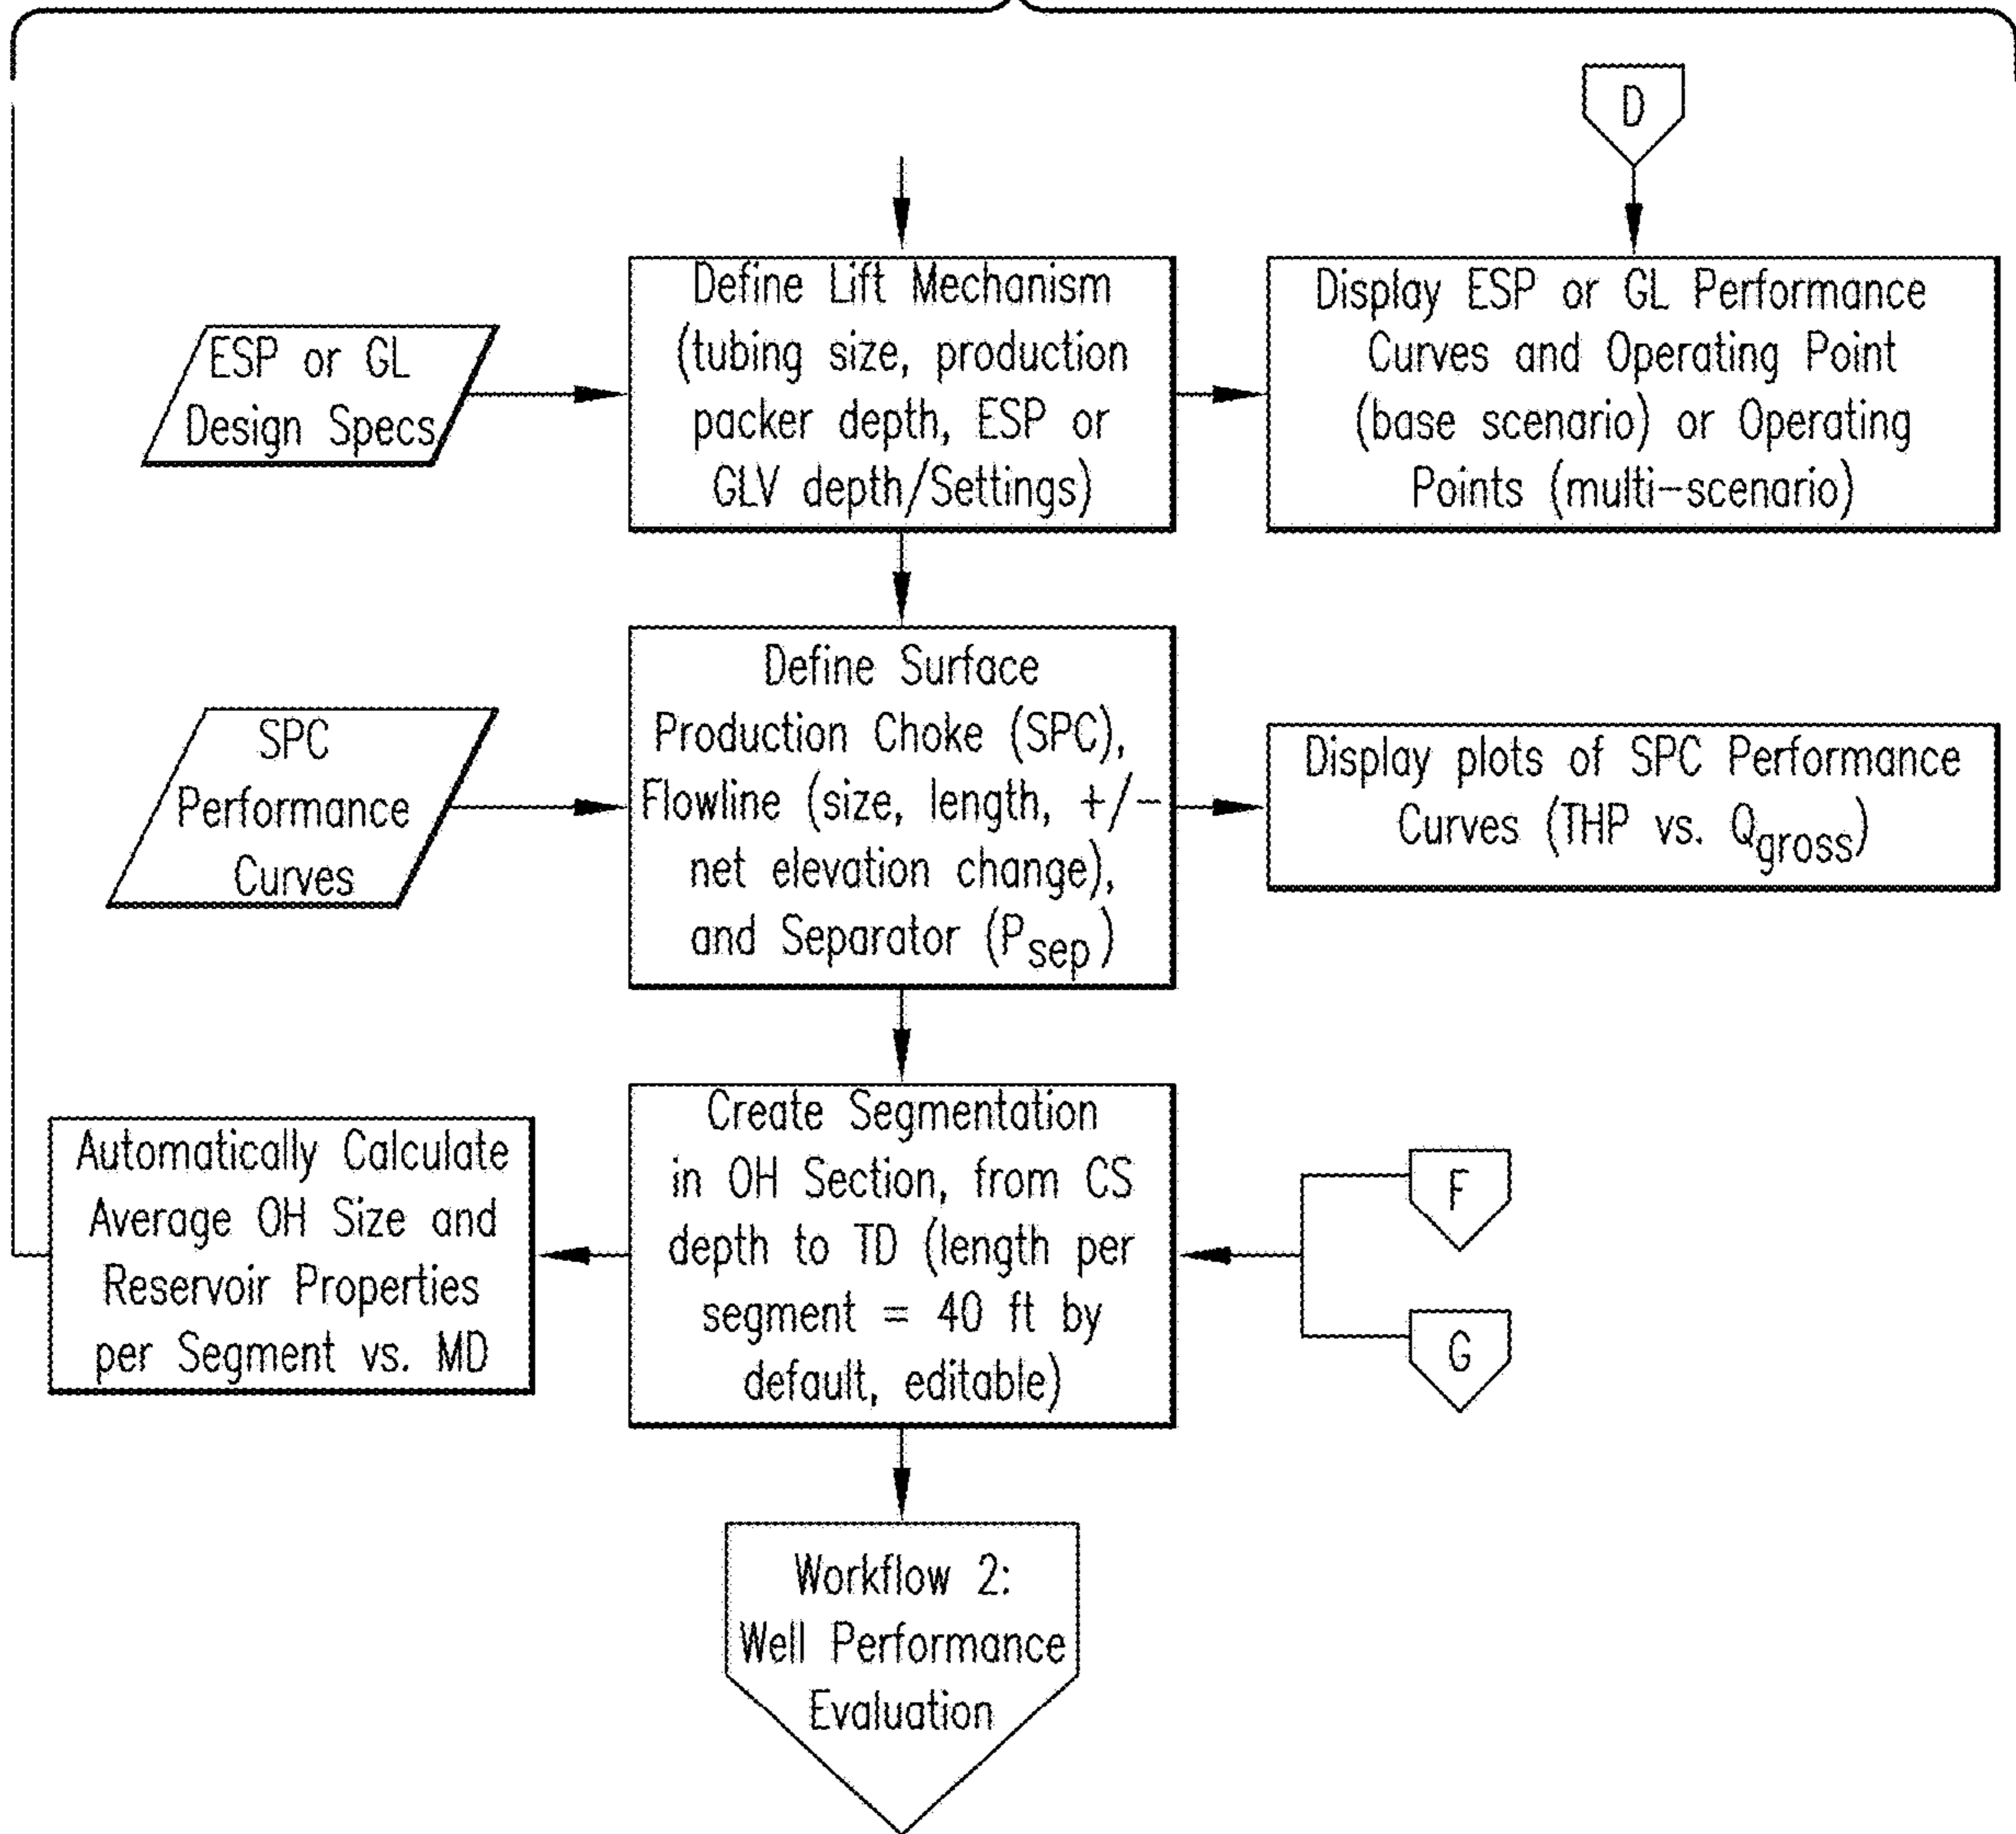 D
ESP or GL
Design Specs
Define Lift Mechanism
(tubing size, production
packer depth, ESP or
GLV depth/Settings)
Display ESP or GL Performance
Curves and Operating Point
(base scenario) or Operating
Points (multi-scenario)
SPC
Performance
Curves
Define Surface
Production Choke (SPC),
Flowline (size, length, +/-
net elevation change),
and Separator (Psep)
Display plots of SPC Performance
Curves (THP vs. Qgross)
Automatically Calculate
Average OH Size and
Reservoir Properties
per Segment vs. MD
Create Segmentation
in OH Section, from CS
depth to TD (length per
segment = 40 ft by
default, editable)
F
G
Workflow 2:
Well Performance
Evaluation